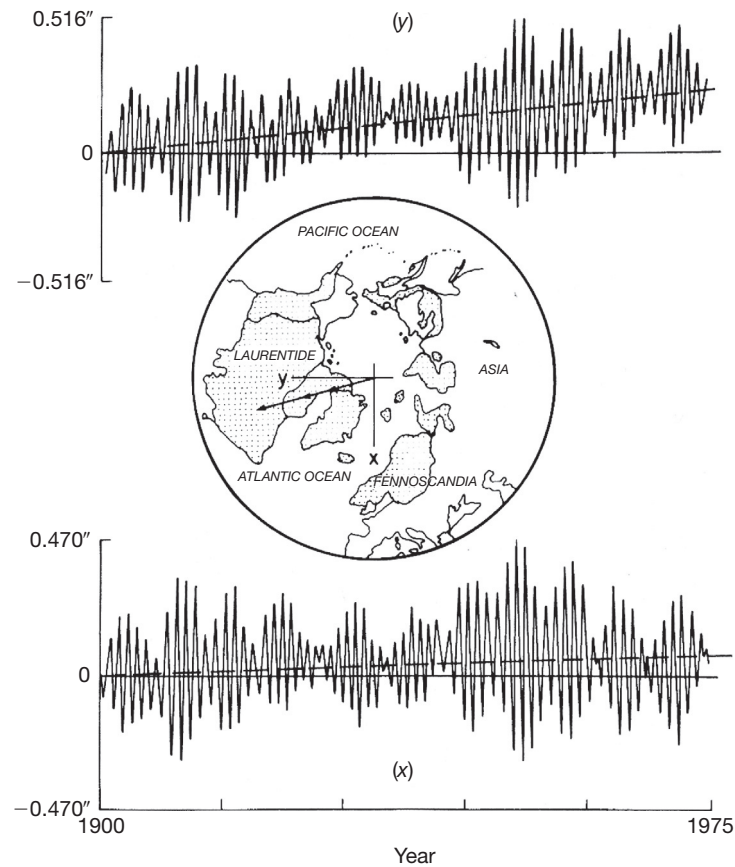 0.516″
(y)
0
−0.516″
PACIFIC OCEAN
LAURENTIDE
ASIA
y
x
ATLANTIC OCEAN
FENNOSCANDIA
0.470″
0
(x)
−0.470″
1900
1975
Year